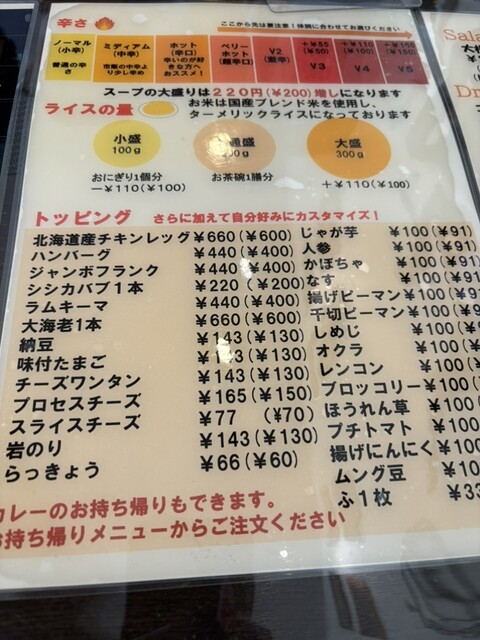 辛さ
ここから先は要注意!体調に合わせてお選びください
ノーマル
(小辛)
普通の辛さ
ミディアム
(中辛)
市販の中辛より少し辛め
ホット
(辛口)
辛いのが好きな方へおススメ!
ベリーホット
(極辛口)
V2
(激辛)
+¥55
(¥50)
V3
+¥110
(¥100)
V4
+¥165
(¥150)
V5
スープの大盛りは220円(¥200)増しになります
ライスの量
お米は国産ブレンド米を使用し、
ターメリックライスになっております
小盛
100g
おにぎり1個分
ー¥110(¥100)
お茶碗1膳分
大盛
300g
+¥110(¥100)
トッピング さらに加えて自分好みにカスタマイズ!
北海道産チキンレッグ ¥660(¥600)
ハンバーグ ¥440(¥400)
ジャンボフランク ¥440(¥400)
シシカバブ1本 ¥220(¥200)
ラムキーマ ¥440(¥400)
大海老1本 ¥660(¥600)
納豆 ¥143(¥130)
味付たまご (¥130)
チーズワンタン ¥143(¥130)
プロセスチーズ ¥165(¥150)
スライスチーズ ¥77 (¥70)
岩のり ¥143(¥130)
らっきょう ¥66(¥60)
じゃが芋 ¥100(¥91)
人参 ¥100(¥91)
かぼちゃ ¥100(¥91)
なす ¥100(¥91)
揚げピーマン ¥100(¥91)
千切ピーマン ¥100(¥91)
しめじ ¥100(¥91)
オクラ ¥100(¥91)
レンコン ¥100(¥
ブロッコリー ¥100(¥
ほうれん草 ¥100(
プチトマト ¥100(
揚げにんにく ¥100
ムング豆 ¥10
ふ1枚 ¥33
カレーのお持ち帰りもできます。
お持ち帰りメニューからご注文ください
Sala